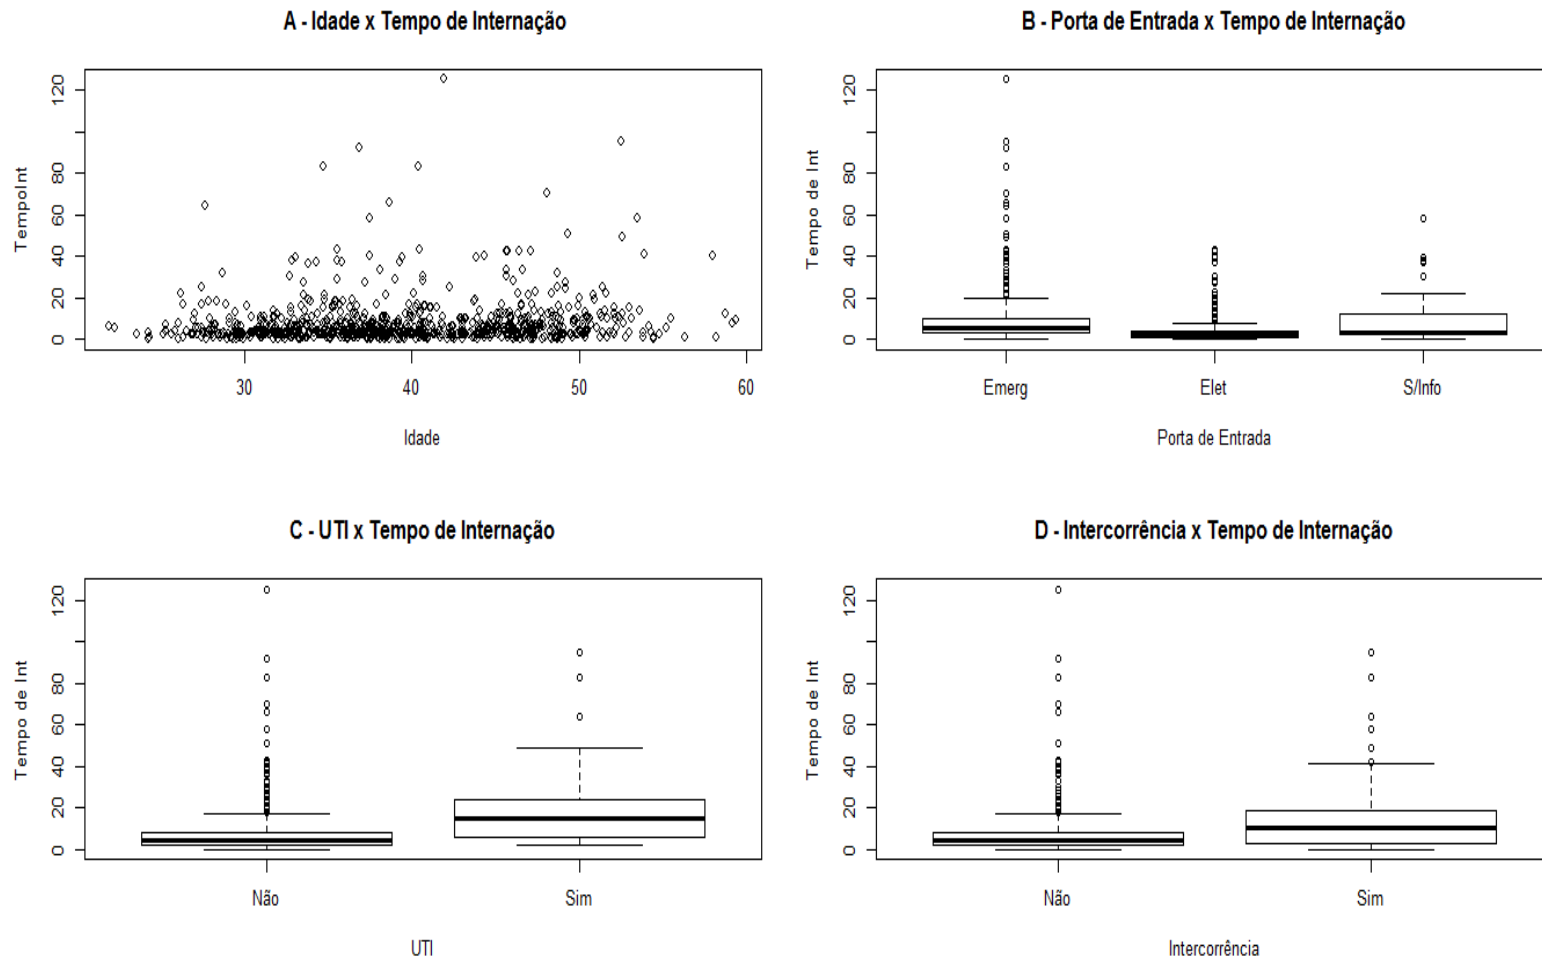 A - Idade x Tempo de Internação
TempoInt
0 20 40 60 80 120
30 40 50 60
Idade
B - Porta de Entrada x Tempo de Internação
Tempo de Int
0 20 40 60 80 120
Emerg Elet S/Info
Porta de Entrada
C - UTI x Tempo de Internação
Tempo de Int
0 20 40 60 80 120
Não Sim
UTI
D - Intercorrência x Tempo de Internação
Tempo de Int
0 20 40 60 80 120
Não Sim
Intercorrência